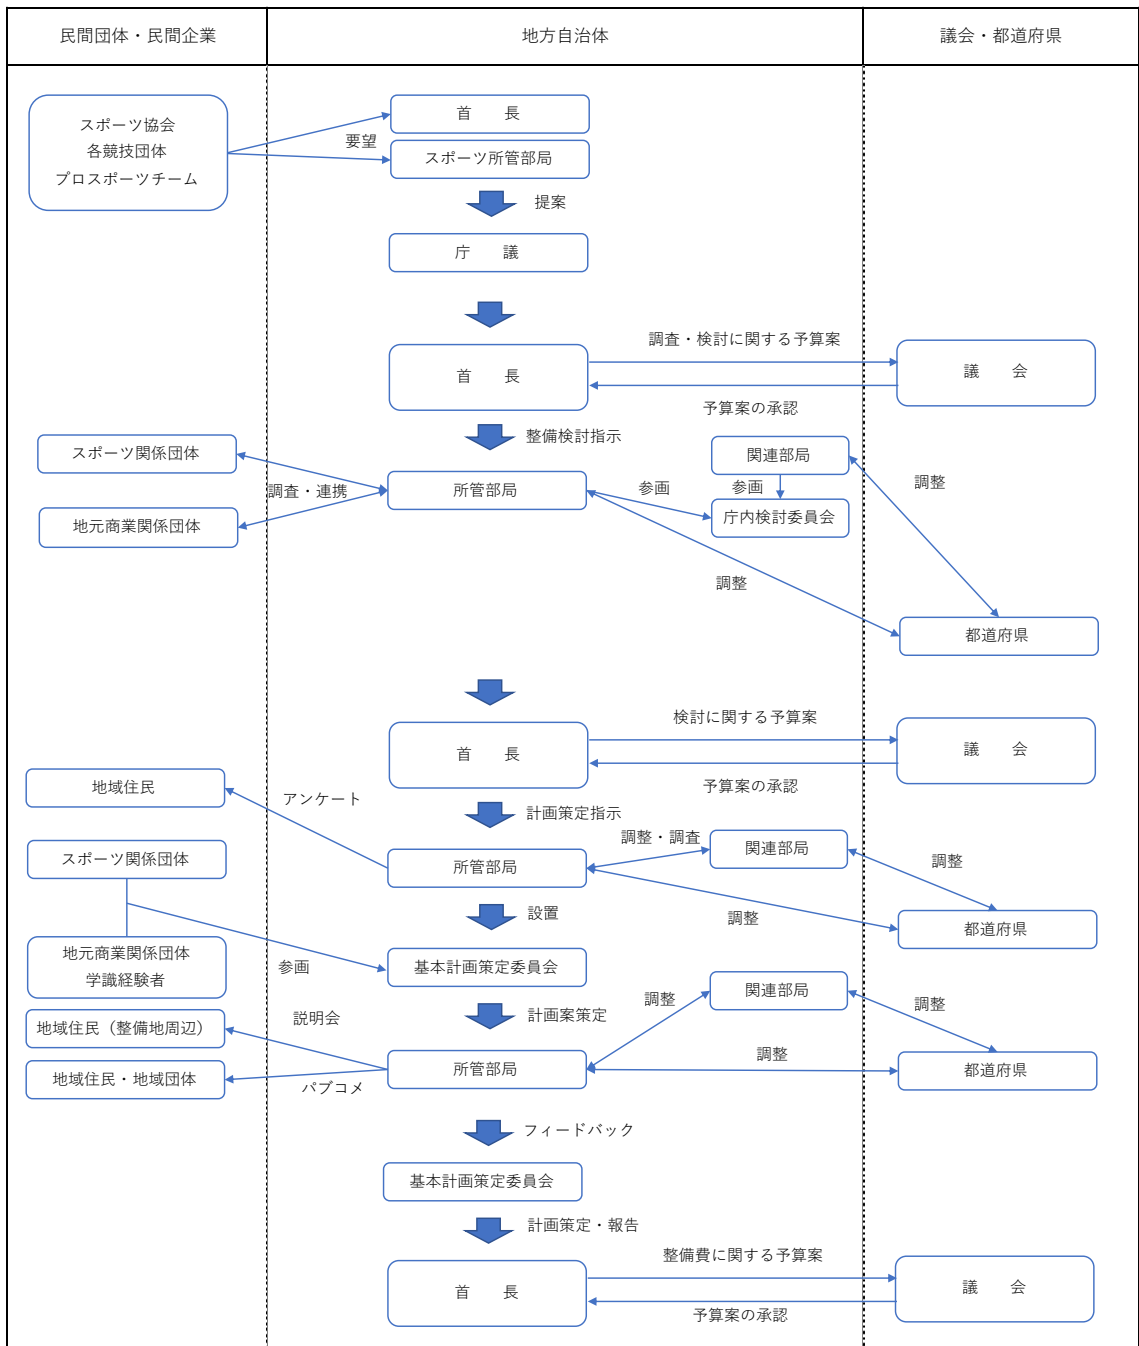 民間団体・民間企業
地方自治体
議会・都道府県
スポーツ協会
各競技団体
プロスポーツチーム
要望
首　　長
スポーツ所管部局
提案
庁　　議
首　　長
調査・検討に関する予算案
予算案の承認
議　　会
整備検討指示
スポーツ関係団体
地元商業関係団体
調査・連携
所管部局
参画
関連部局
参画
庁内検討委員会
調整
調整
都道府県
首　　長
検討に関する予算案
予算案の承認
議　　会
計画策定指示
地域住民
アンケート
所管部局
調整・調査
関連部局
調整
調整
都道府県
設置
スポーツ関係団体
地元商業関係団体
学識経験者
参画
基本計画策定委員会
計画案策定
地域住民（整備地周辺）
説明会
地域住民・地域団体
パブコメ
所管部局
調整
関連部局
調整
調整
都道府県
フィードバック
基本計画策定委員会
計画策定・報告
首　　長
整備費に関する予算案
予算案の承認
議　　会